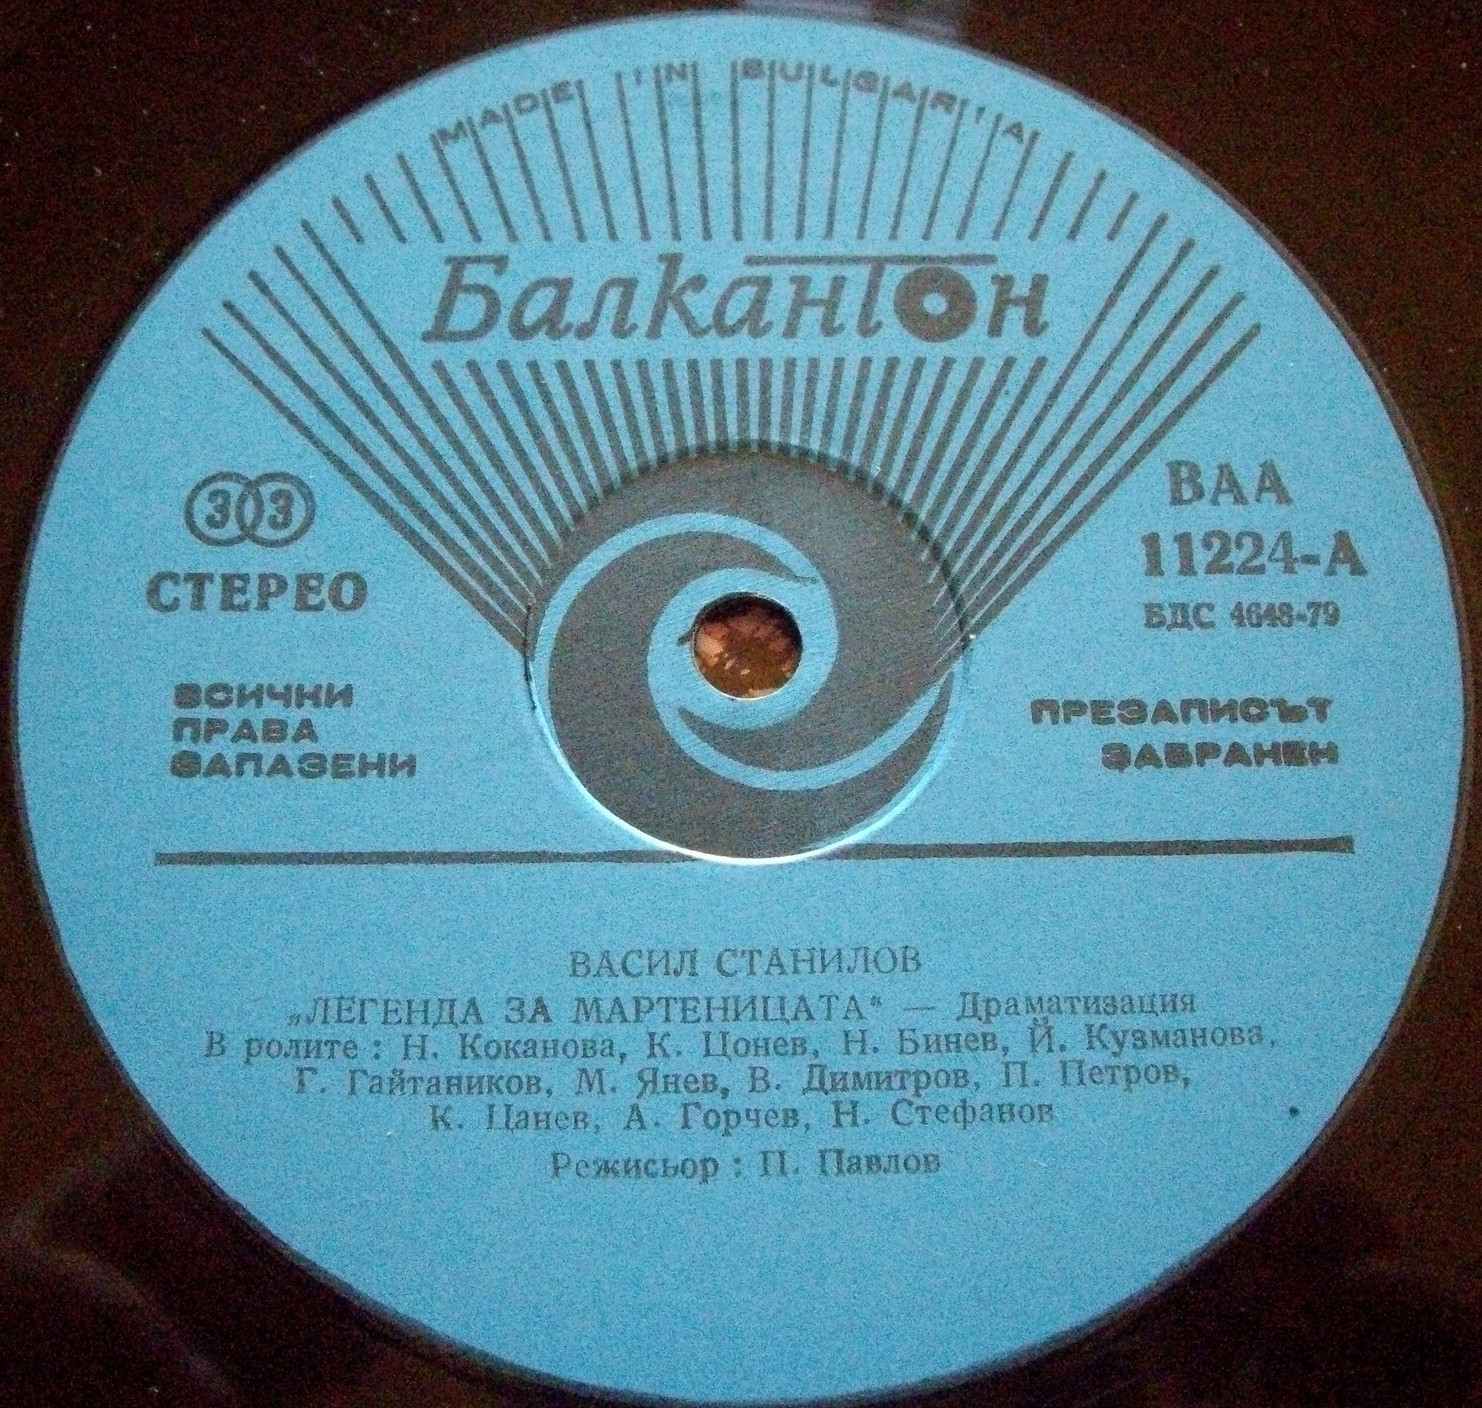 MADE IN BULGARIA
Балкантон
33
СТЕРЕО
ВАА
11224-А
БДС 4648-79
ВСИЧКИ
ПРАВА
ЗАПАЗЕНИ
ПРЕЗАПИСЪТ
ЗАБРАНЕН
ВАСИЛ СТАНИЛОВ
„ЛЕГЕНДА ЗА МАРТЕНИЦАТА“ — Драматизация
В ролите : Н. Коканова, К. Цонев, Н. Бинев, Й. Кузманова,
Г. Гайтаников, М. Янев, В. Димитров, П. Петров,
К. Цанев, А. Горчев, Н. Стефанов
Режисьор : П. Павлов